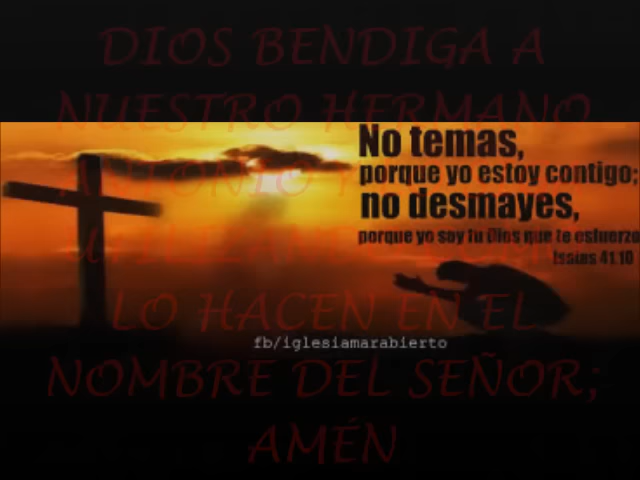 DIOS BENDIGA A
NUESTRO HERMANO
ANTONIO
LO HACEN EN EL
NOMBRE DEL SEÑOR;
AMÉN
No temas,
porque yo estoy contigo;
no desmayes,
porque yo soy tu Dios que te esfuerzo
Isaías 41.10
fb/iglesiamarabierto